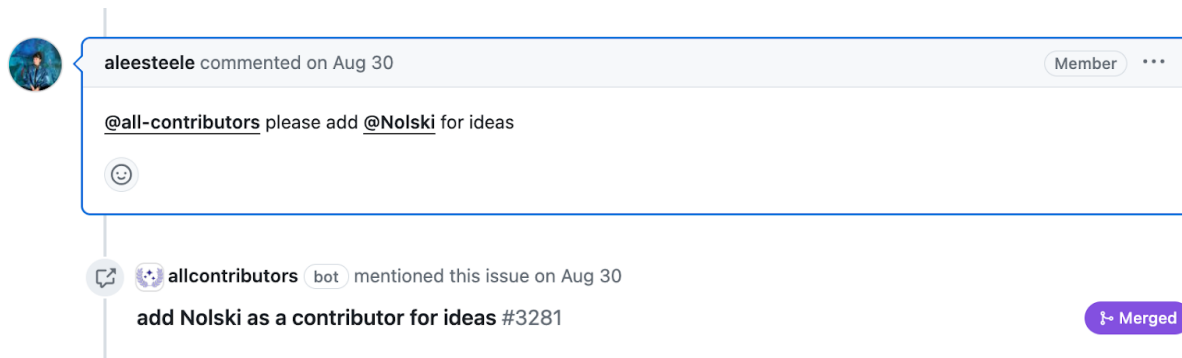 aleesteele commented on Aug 30 Member
@all-contributors please add @Nolski for ideas
allcontributors bot mentioned this issue on Aug 30
add Nolski as a contributor for ideas #3281 Merged